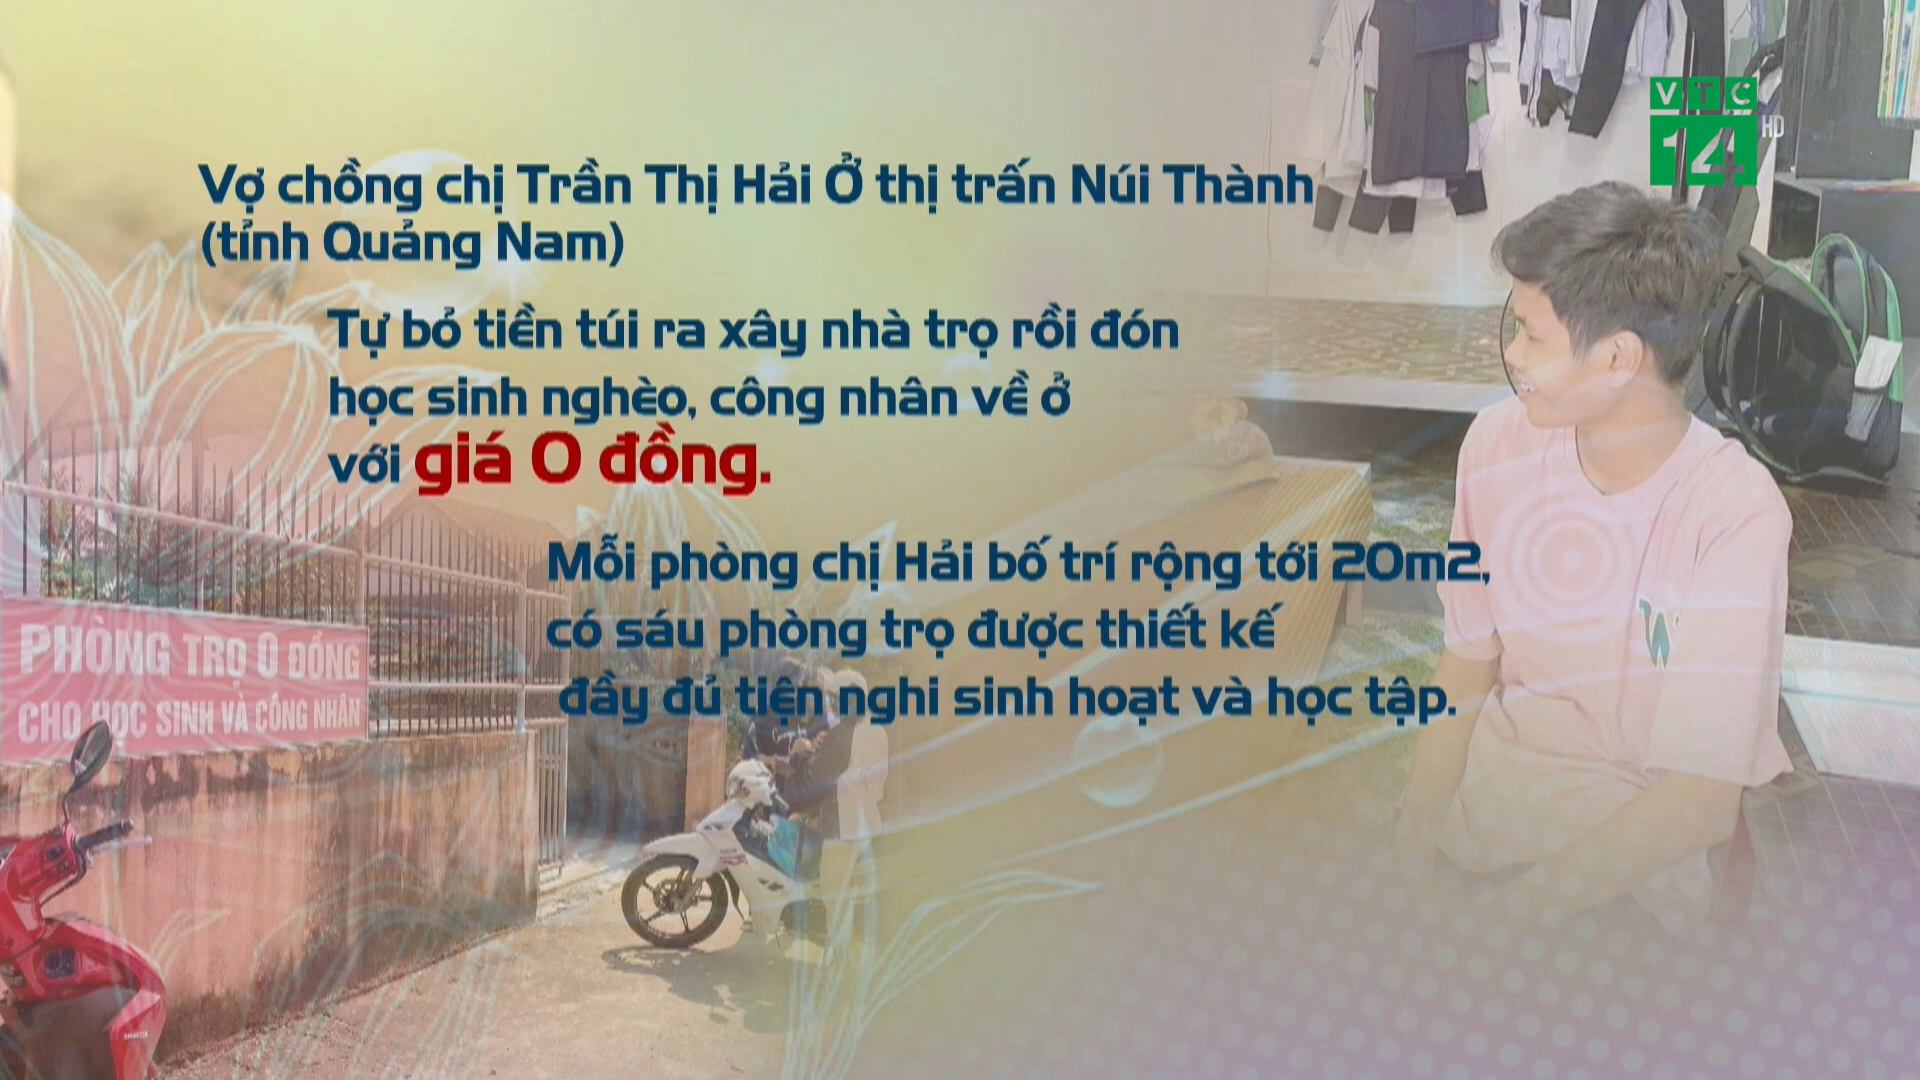 VTC
14 HD
Vợ chồng chị Trần Thị Hải Ở thị trấn Núi Thành
(tỉnh Quảng Nam)
Tự bỏ tiền túi ra xây nhà trọ rồi đón
học sinh nghèo, công nhân về ở
với giá 0 đồng.
Mỗi phòng chị Hải bố trí rộng tới 20m2,
có sáu phòng trọ được thiết kế
đầy đủ tiện nghi sinh hoạt và học tập.
PHÒNG TRỌ 0 ĐỒNG
CHO HỌC SINH VÀ CÔNG NHÂN
W
HONDA